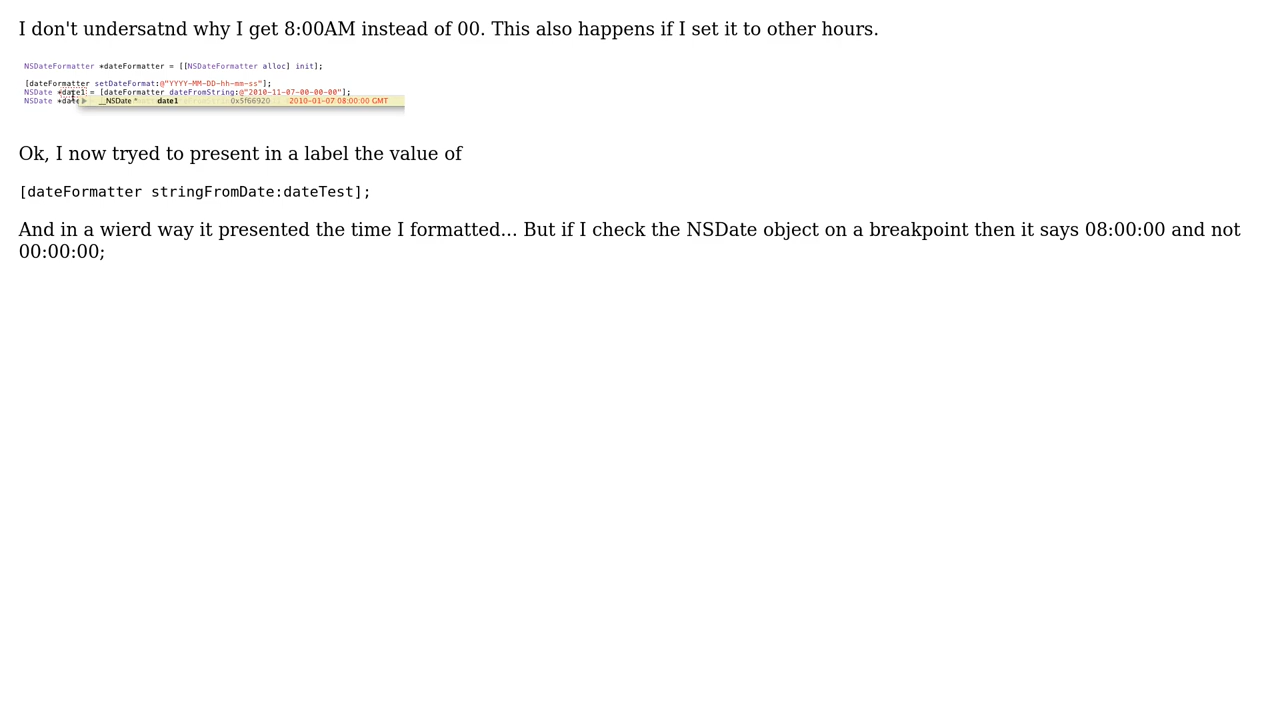 I don't undersatnd why I get 8:00AM instead of 00. This also happens if I set it to other hours.
NSDateFormatter *dateFormatter = [[NSDateFormatter alloc] init];
[dateFormatter setDateFormat:@"YYYY-MM-DD-hh-mm-ss"];
NSDate *date1 = [dateFormatter dateFromString:@"2010-11-07-00-00-00"];
NSDate *date
__NSDate * date1 0x5f66920 2010-01-07 08:00:00 GMT
Ok, I now tryed to present in a label the value of
[dateFormatter stringFromDate:dateTest];
And in a wierd way it presented the time I formatted... But if I check the NSDate object on a breakpoint then it says 08:00:00 and not
00:00:00;